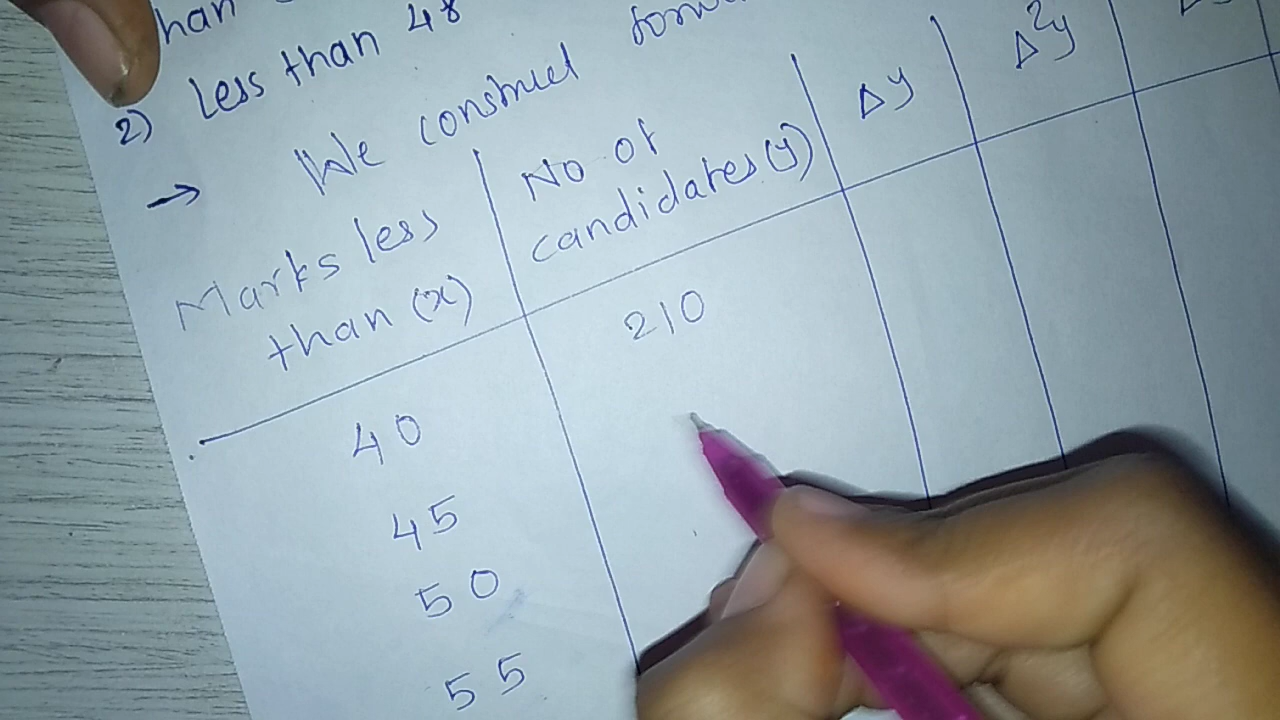 han
2) Less than 48
→ We construct
Marks less than (x) | No of candidates (y) | Δy | Δ²y
40 210
45
50
55